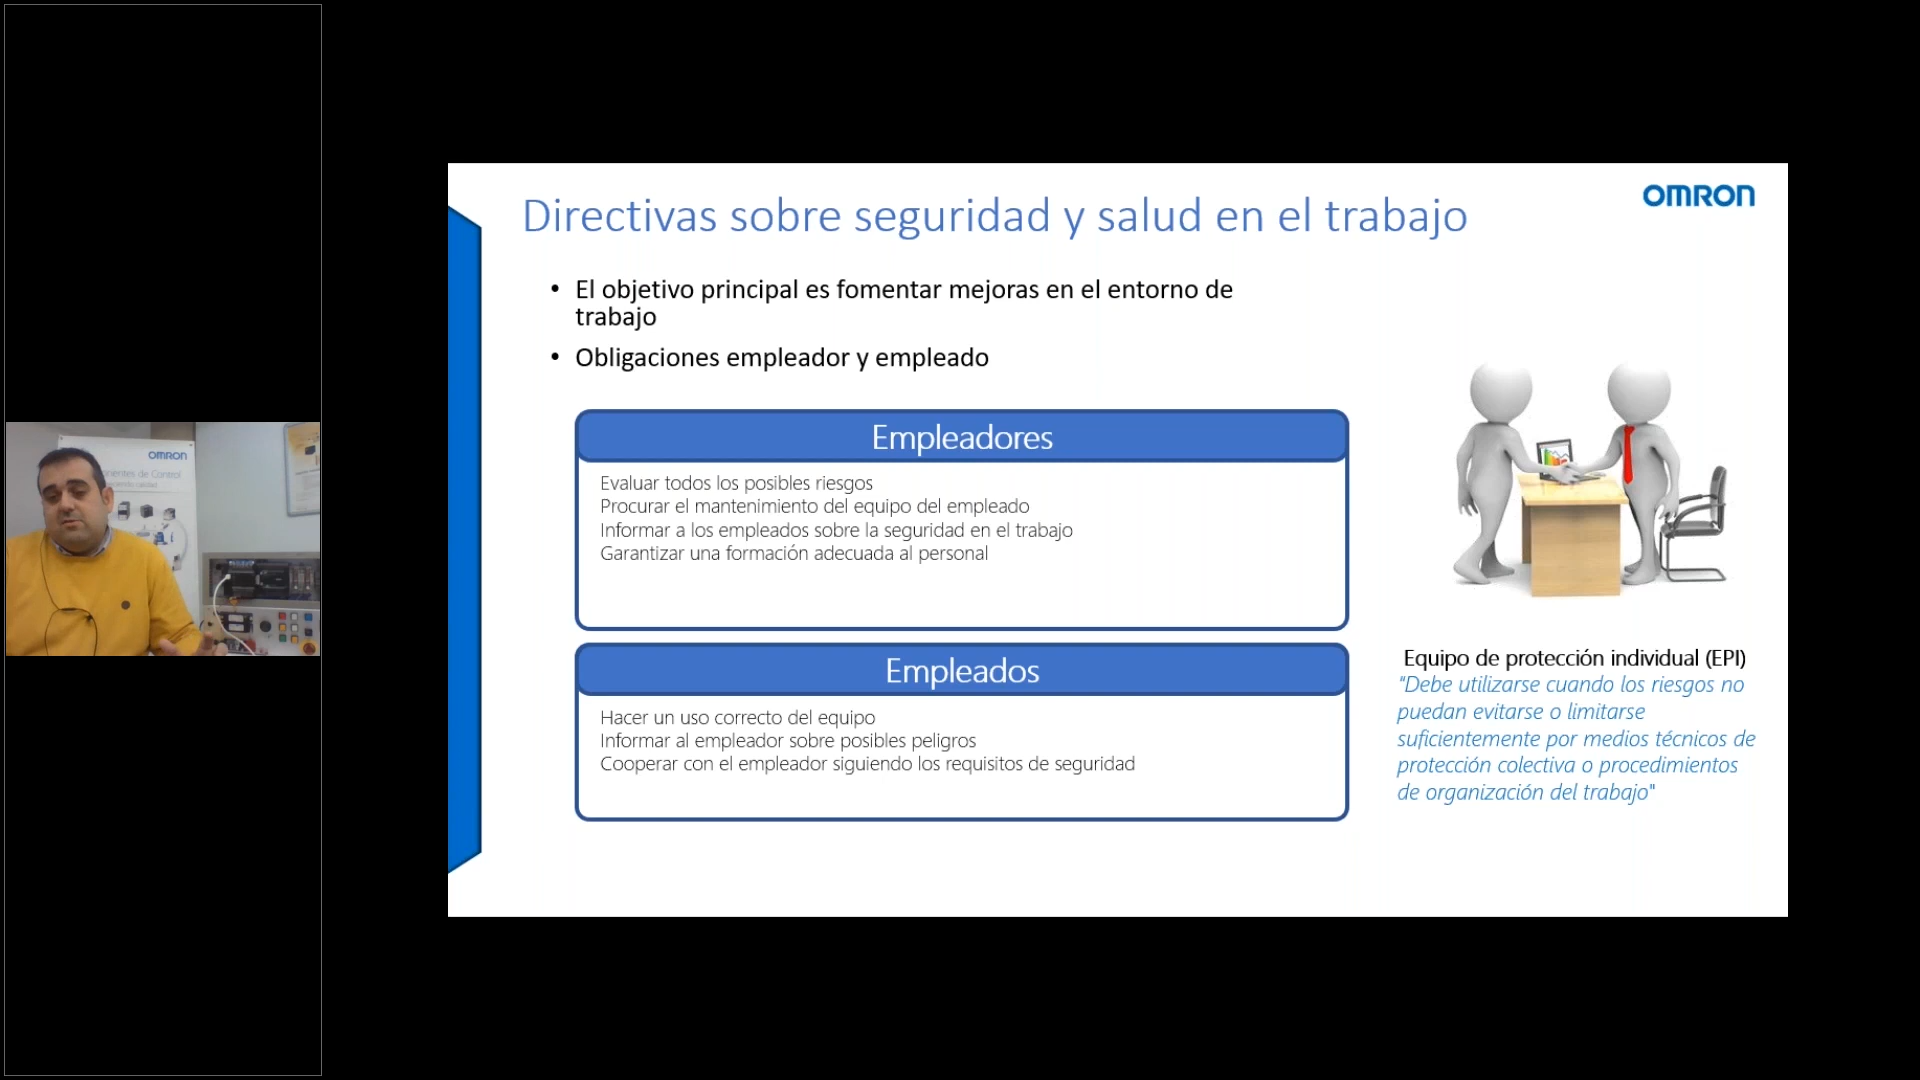 OMRON
Directivas sobre seguridad y salud en el trabajo
• El objetivo principal es fomentar mejoras en el entorno de
trabajo
• Obligaciones empleador y empleado
Empleadores
Evaluar todos los posibles riesgos
Procurar el mantenimiento del equipo del empleado
Informar a los empleados sobre la seguridad en el trabajo
Garantizar una formación adecuada al personal
Empleados
Hacer un uso correcto del equipo
Informar al empleador sobre posibles peligros
Cooperar con el empleador siguiendo los requisitos de seguridad
Equipo de protección individual (EPI)
"Debe utilizarse cuando los riesgos no
puedan evitarse o limitarse
suficientemente por medios técnicos de
protección colectiva o procedimientos
de organización del trabajo"
OMRON
de Control